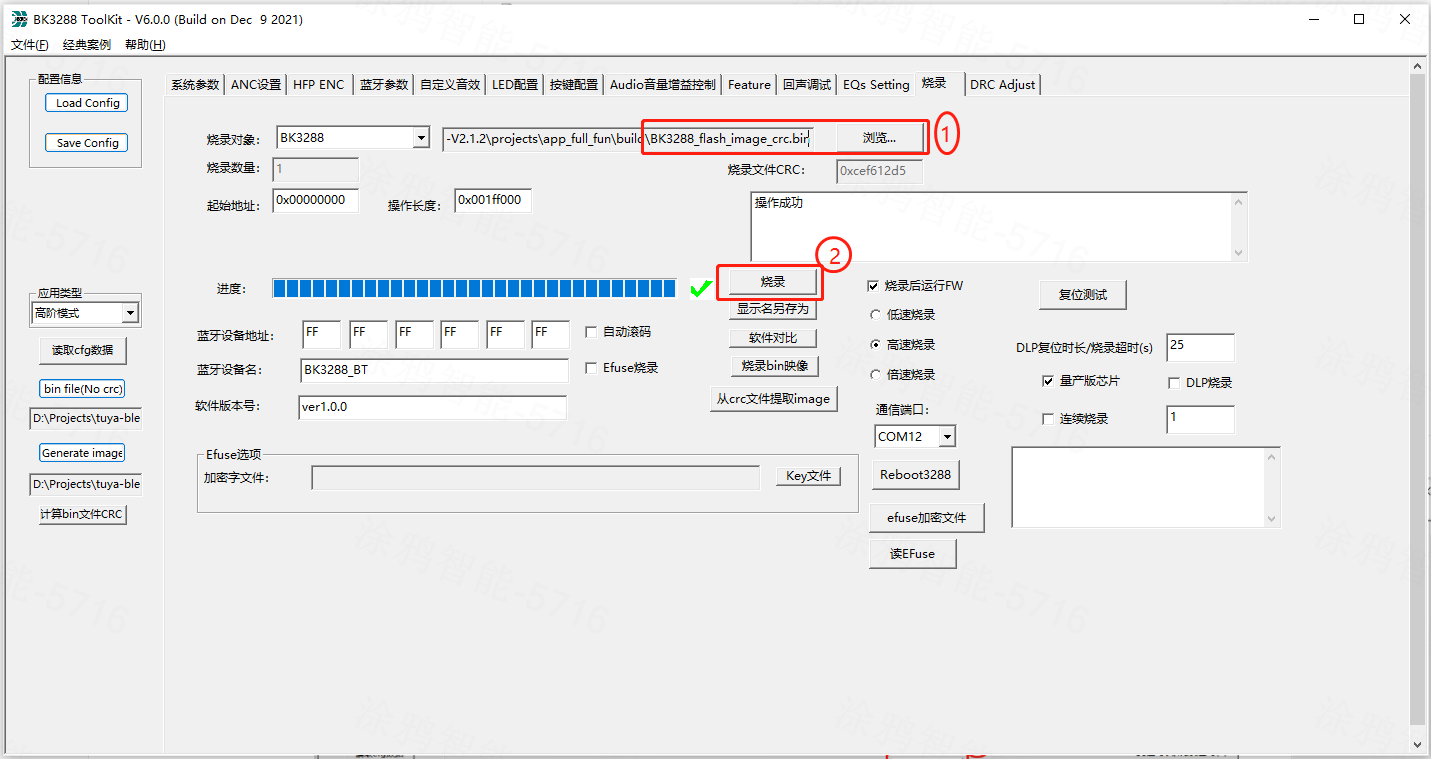 BK3288 ToolKit - V6.0.0 (Build on Dec 9 2021)
文件(F) 经典案例 帮助(H)
配置信息
Load Config
Save Config
系统参数 ANC设置 HFP ENC 蓝牙参数 自定义音效 LED配置 按键配置 Audio音量增益控制 Feature 回声调试 EQs Setting 烧录 DRC Adjust
烧录对象: BK3288 -V2.1.2\projects\app_full_fun\build\BK3288_flash_image_crc.bin 浏览... 1
烧录数量: 1 烧录文件CRC: 0xcef612d5
起始地址: 0x00000000 操作长度: 0x001ff000
操作成功
2
进度: 烧录
显示名另存为
软件对比
烧录bin映像
从crc文件提取image
蓝牙设备地址: FF FF FF FF FF FF 自动滚码
蓝牙设备名: BK3288_BT Efuse烧录
软件版本号: ver1.0.0
烧录后运行FW
低速烧录
高速烧录
倍速烧录
复位测试
DLP复位时长/烧录超时(s) 25
量产版芯片 DLP烧录
连续烧录 1
通信端口:
COM12
Reboot3288
efuse加密文件
读EFuse
Efuse选项
加密字文件: Key文件
应用类型
高阶模式
读取cfg数据
bin file(No crc)
D:\Projects\tuya-ble
Generate image
D:\Projects\tuya-ble
计算bin文件CRC
涂鸦智能-5716